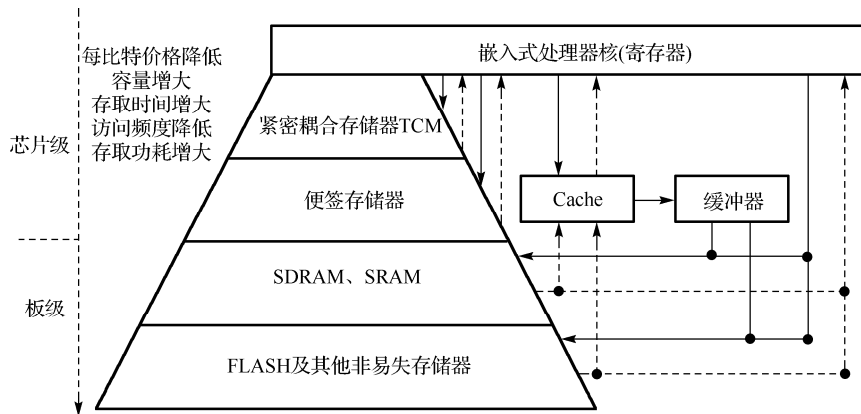 嵌入式处理器核(寄存器)
每比特价格降低
容量增大
存取时间增大
访问频度降低
存取功耗增大
芯片级
板级
紧密耦合存储器TCM
便签存储器
Cache
缓冲器
SDRAM、SRAM
FLASH及其他非易失存储器